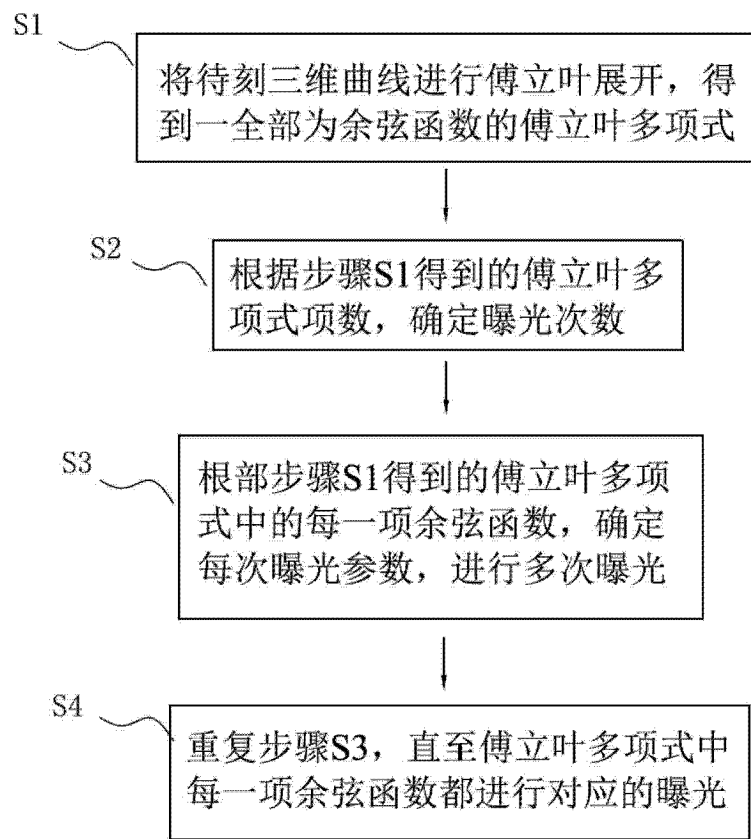 S1
将待刻三维曲线进行傅立叶展开，得
到一全部为余弦函数的傅立叶多项式
S2
根据步骤S1得到的傅立叶多
项式项数，确定曝光次数
S3
根部步骤S1得到的傅立叶多项
式中的每一项余弦函数，确定
每次曝光参数，进行多次曝光
S4
重复步骤S3，直至傅立叶多项式中
每一项余弦函数都进行对应的曝光